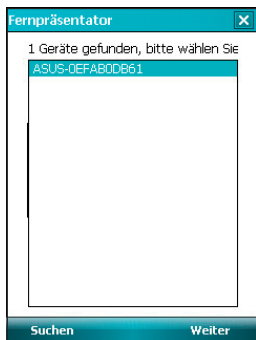 Fernpräsentator
1 Geräte gefunden, bitte wählen Sie
ASUS-0EFAB0DB61
Suchen Weiter